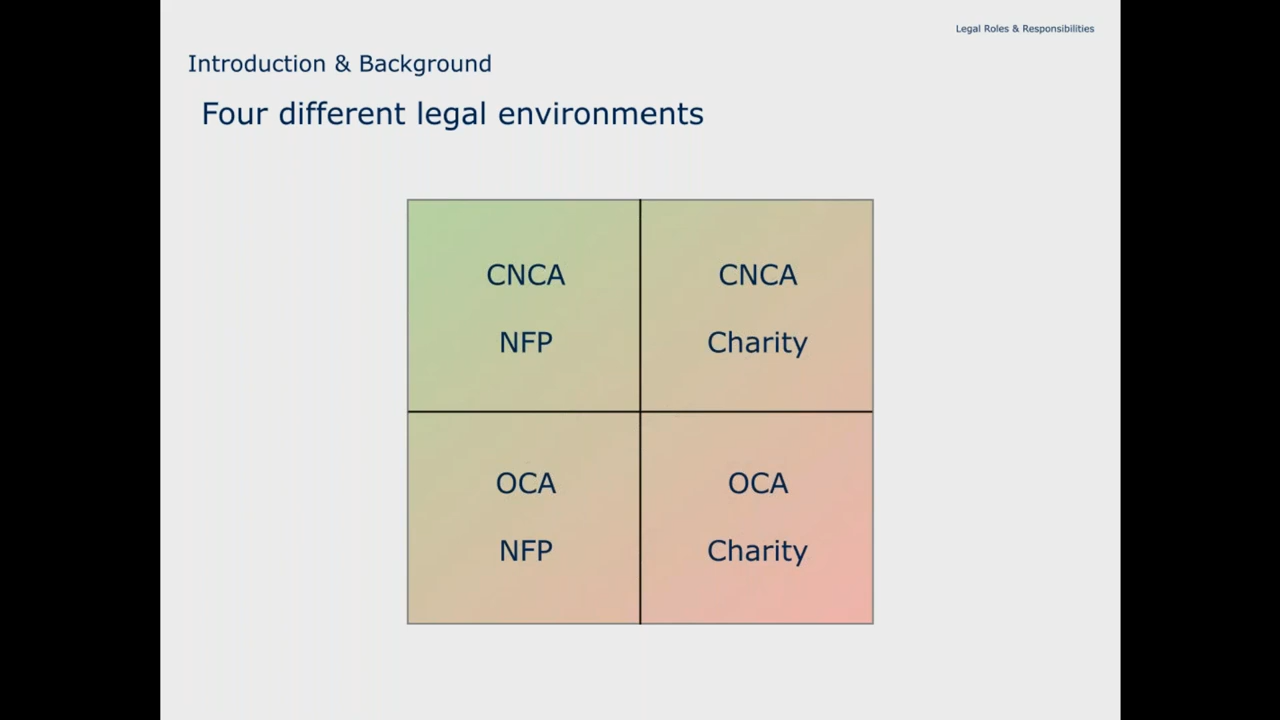 Legal Roles & Responsibilities
Introduction & Background
Four different legal environments
CNCA
NFP
CNCA
Charity
OCA
NFP
OCA
Charity